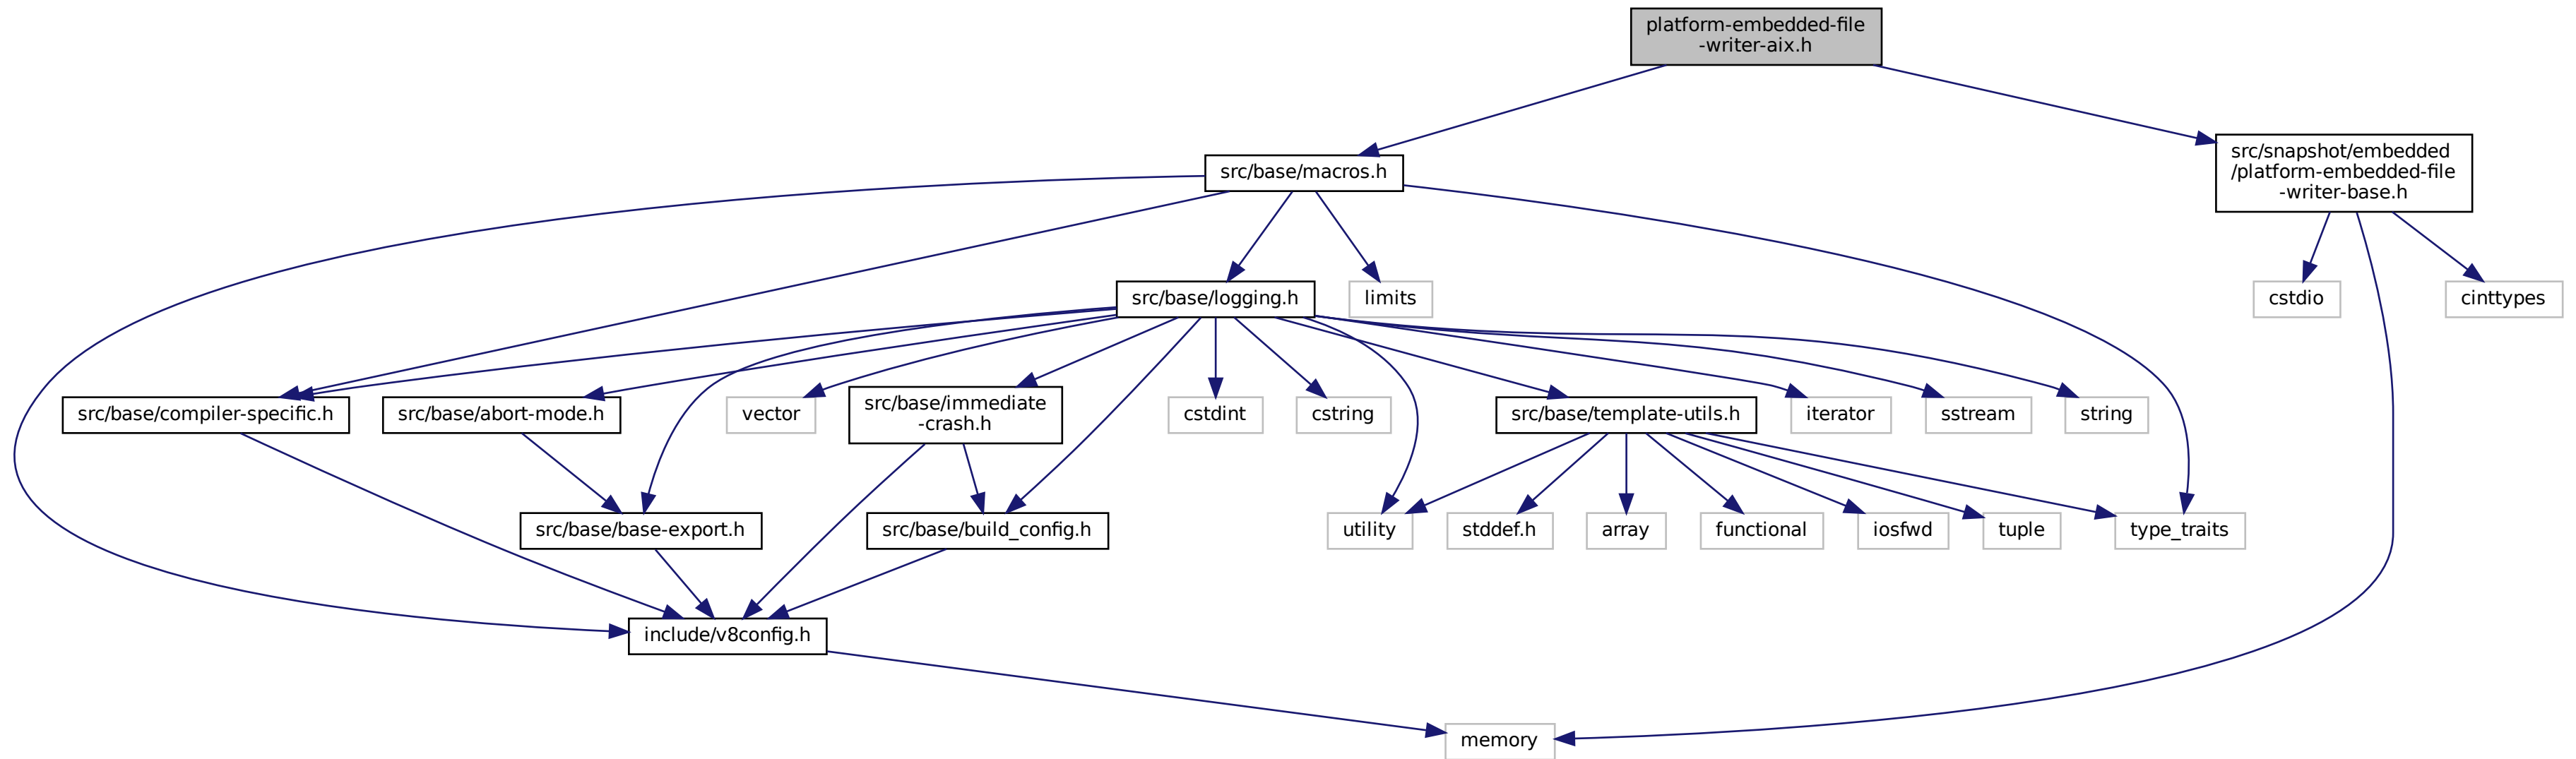 platform-embedded-file
-writer-aix.h
src/base/macros.h
src/snapshot/embedded
/platform-embedded-file
-writer-base.h
src/base/logging.h
limits
cstdio
cinttypes
src/base/compiler-specific.h
src/base/abort-mode.h
vector
src/base/immediate
-crash.h
cstdint
cstring
src/base/template-utils.h
iterator
sstream
string
src/base/base-export.h
src/base/build_config.h
utility
stddef.h
array
functional
iosfwd
tuple
type_traits
include/v8config.h
memory